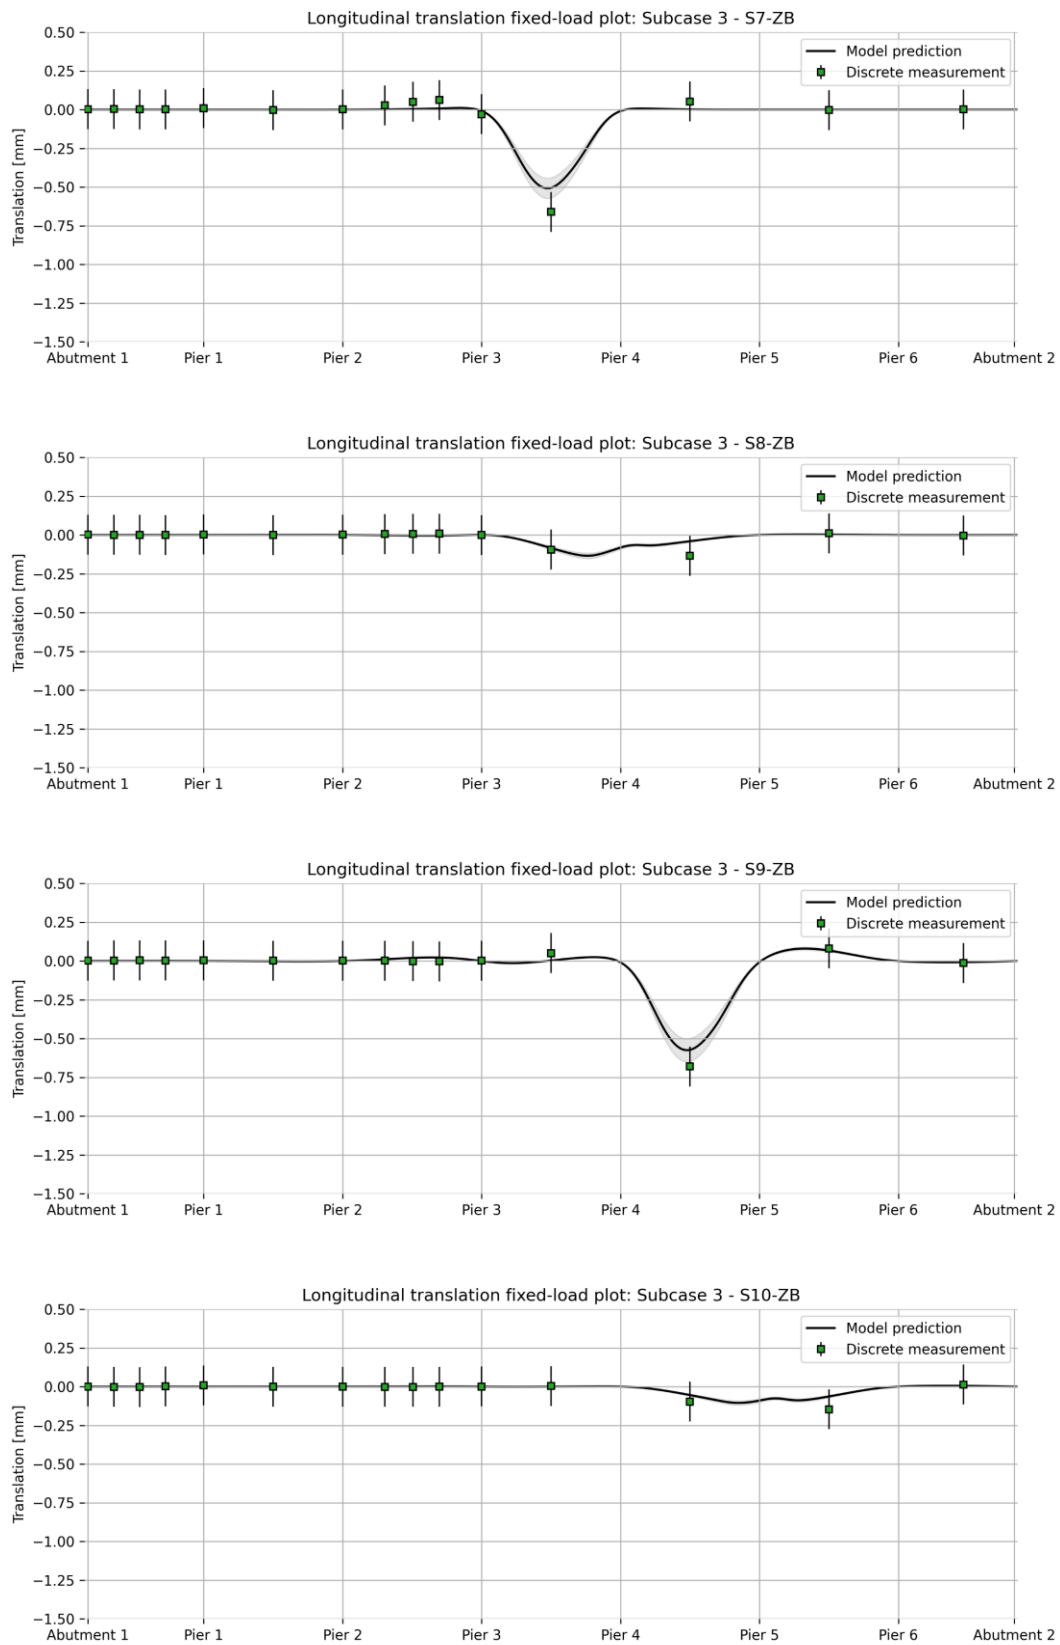 Longitudinal translation fixed-load plot: Subcase 3 - S7-ZB
Translation [mm]
0.50
0.25
0.00
−0.25
−0.50
−0.75
−1.00
−1.25
−1.50
Model prediction
Discrete measurement
Abutment 1 Pier 1 Pier 2 Pier 3 Pier 4 Pier 5 Pier 6 Abutment 2
Longitudinal translation fixed-load plot: Subcase 3 - S8-ZB
Translation [mm]
0.50
0.25
0.00
−0.25
−0.50
−0.75
−1.00
−1.25
−1.50
Model prediction
Discrete measurement
Abutment 1 Pier 1 Pier 2 Pier 3 Pier 4 Pier 5 Pier 6 Abutment 2
Longitudinal translation fixed-load plot: Subcase 3 - S9-ZB
Translation [mm]
0.50
0.25
0.00
−0.25
−0.50
−0.75
−1.00
−1.25
−1.50
Model prediction
Discrete measurement
Abutment 1 Pier 1 Pier 2 Pier 3 Pier 4 Pier 5 Pier 6 Abutment 2
Longitudinal translation fixed-load plot: Subcase 3 - S10-ZB
Translation [mm]
0.50
0.25
0.00
−0.25
−0.50
−0.75
−1.00
−1.25
−1.50
Model prediction
Discrete measurement
Abutment 1 Pier 1 Pier 2 Pier 3 Pier 4 Pier 5 Pier 6 Abutment 2